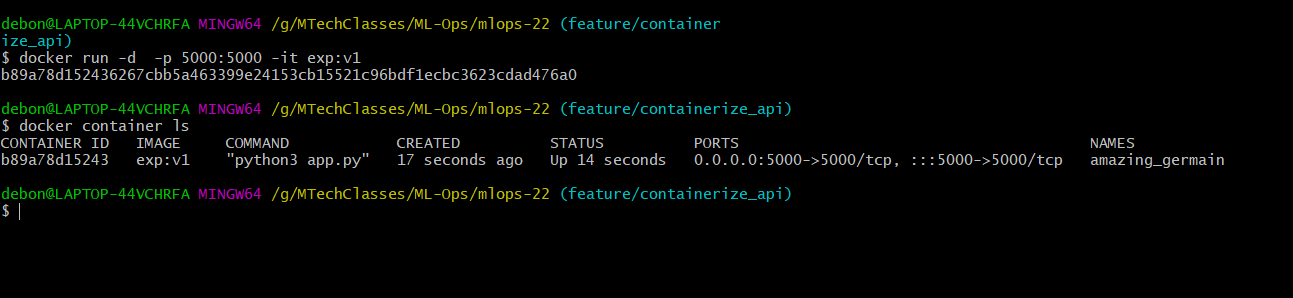 debon@LAPTOP-44VCHRFA MINGW64 /g/MTechClasses/ML-Ops/mlops-22 (feature/container
ize_api)
$ docker run -d  -p 5000:5000 -it exp:v1
b89a78d152436267cbb5a463399e24153cb15521c96bdf1ecbc3623cdad476a0
debon@LAPTOP-44VCHRFA MINGW64 /g/MTechClasses/ML-Ops/mlops-22 (feature/containerize_api)
$ docker container ls
CONTAINER ID   IMAGE     COMMAND            CREATED          STATUS          PORTS                                       NAMES
b89a78d15243   exp:v1    "python3 app.py"   17 seconds ago   Up 14 seconds   0.0.0.0:5000->5000/tcp, :::5000->5000/tcp   amazing_germain
debon@LAPTOP-44VCHRFA MINGW64 /g/MTechClasses/ML-Ops/mlops-22 (feature/containerize_api)
$